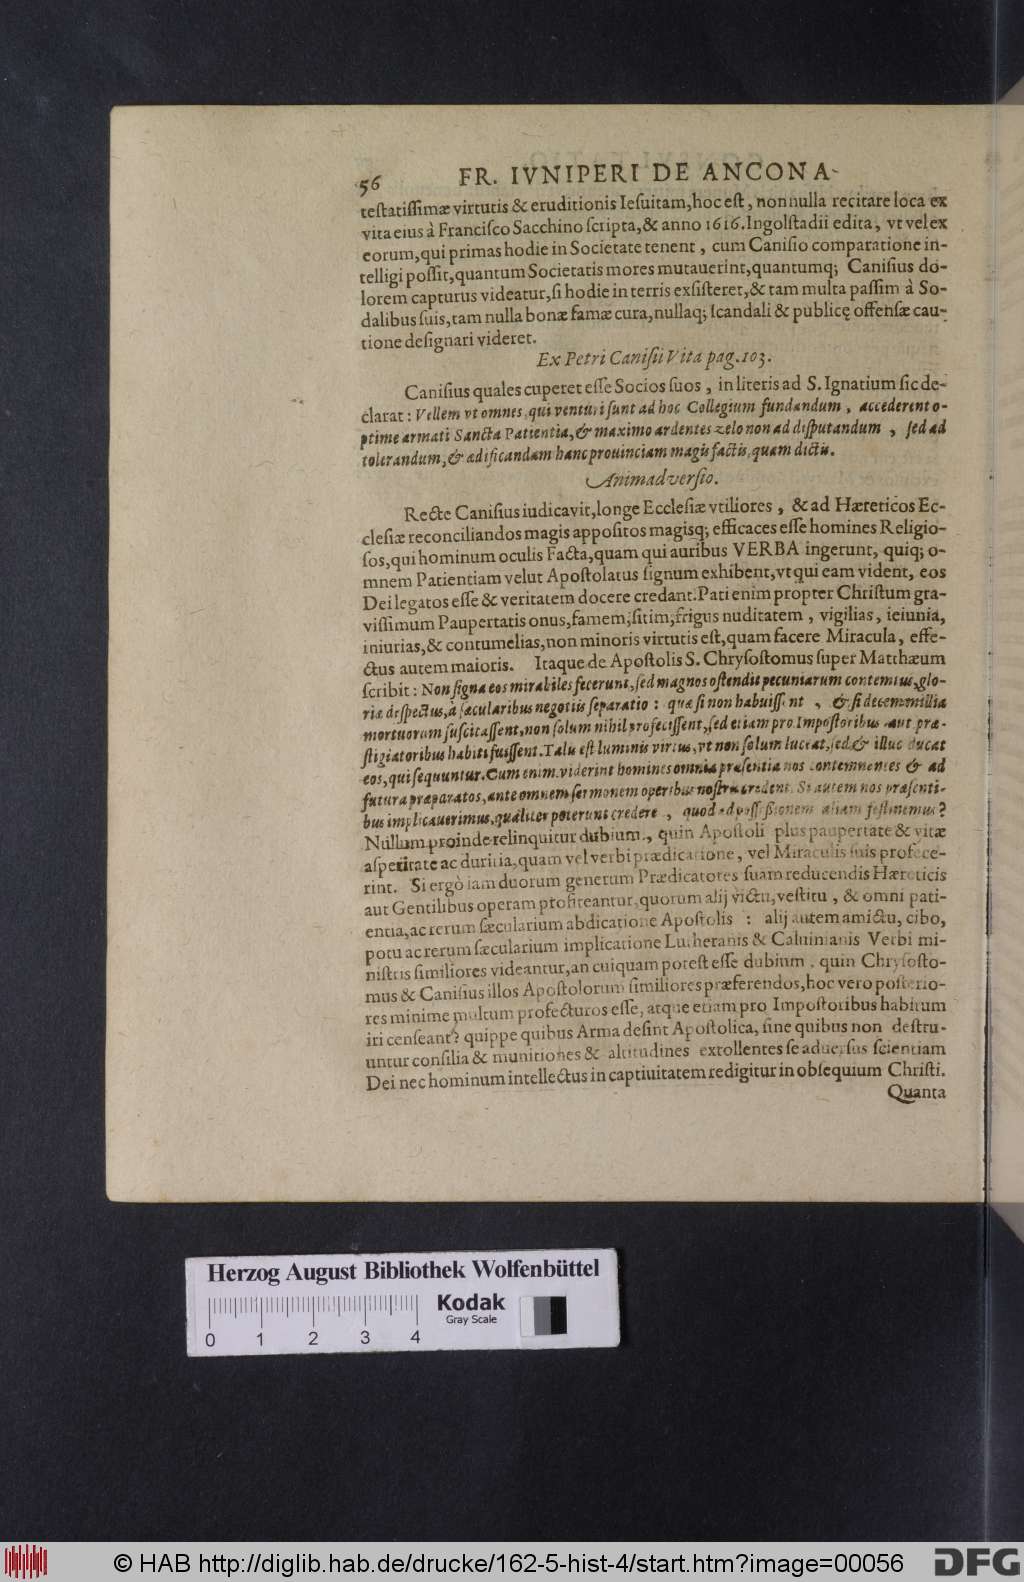 56 FR. IVNIPERI DE ANCONA
testatissimæ virtutis & eruditionis Iesuitam, hoc est, nonnulla recitare loca ex
vita eius à Francisco Sacchino scripta, & anno 1616. Ingolstadii edita, vt vel ex
eorum, qui primas hodie in Societate tenent, cum Canisio comparatione in-
telligi possit, quantum Societatis mores mutauerint, quantumq; Canisius do-
lorem capturus videatur, si hodie in terris exsisteret, & tam multa passim à So-
dalibus suis, tam nulla bonæ famæ cura, nullaq; scandali & publicę offensæ cau-
tione designari videret.
Ex Petri Canisii Vita pag. 103.
Canisius quales cuperet esse Socios suos, in literis ad S. Ignatium sic de-
clarat: Vellem vt omnes, qui venturi sunt ad hoc Collegium fundandum, accederent o-
ptime armati Sancta Patientia, & maximo ardentes zelo non ad disputandum, sed ad
tolerandum, & ædificandam hanc prouinciam magis factis, quam dictis.
Animadversio.
Recte Canisius iudicavit, longe Ecclesiæ vtiliores, & ad Hæreticos Ec-
clesiæ reconciliandos magis appositos magisq; efficaces esse homines Religio-
sos, qui hominum oculis Facta, quam qui auribus VERBA ingerunt, quiq; o-
mnem Patientiam velut Apostolatus signum exhibent, vt qui eam vident, eos
Dei legatos esse & veritatem docere credant. Pati enim propter Christum gra-
vissimum Paupertatis onus, famem, sitim, frigus nuditatem, vigilias, ieiunia,
iniurias, & contumelias, non minoris virtutis est, quam facere Miracula, effe-
ctus autem maioris. Itaque de Apostolis S. Chrysostomus super Matthæum
scribit: Non signa eos mirabiles fecerunt, sed magnos ostendit pecuniarum contemtus, glo-
riæ despectus, à sæcularibus negotiis separatio: quæ si non habuissent, & si decem millia
mortuorum suscitassent, non solum nihil profecissent, sed etiam pro Impostoribus aut præ-
stigiatoribus habiti fuissent. Talis est luminis virtus, vt non solum luceat, sed & illuc ducat
eos, qui sequuntur. Cum enim viderint homines omnia præsentia nos contemnentes & ad
futura præparatos, ante omnem sermonem operibus nostris credent. Si autem nos præsenti-
bus implicauerimus, qualiter poterunt credere, quod ad possessionem aliam festinemus?
Nullum proinde relinquitur dubium, quin Apostoli plus paupertate & vitæ
asperitate ac duritia, quam vel verbi prædicatione, vel Miraculis suis profece-
rint. Si ergò iam duorum generum Prædicatores suam reducendis Hæreticis
aut Gentilibus operam profiteantur, quorum alij victu, vestitu, & omni pati-
entia, ac rerum sæcularium abdicatione Apostolis: alij autem amictu, cibo,
potu ac rerum sæcularium implicatione Lutheranis & Caluinianis Verbi mi-
nistris similiores videantur, an cuiquam potest esse dubium, quin Chrysosto-
mus & Canisius illos Apostolorum similiores præferendos, hoc vero posterio-
res minime multum profecturos esse, atque etiam pro Impostoribus habitum
iri censeant? quippe quibus Arma desint Apostolica, sine quibus non destru-
untur consilia & munitiones & altitudines extollentes se aduersus scientiam
Dei nec hominum intellectus in captiuitatem redigitur in obsequium Christi.
Quanta
Herzog August Bibliothek Wolfenbüttel
Kodak
Gray Scale
0 1 2 3 4
© HAB http://diglib.hab.de/drucke/162-5-hist-4/start.htm?image=00056
DFG